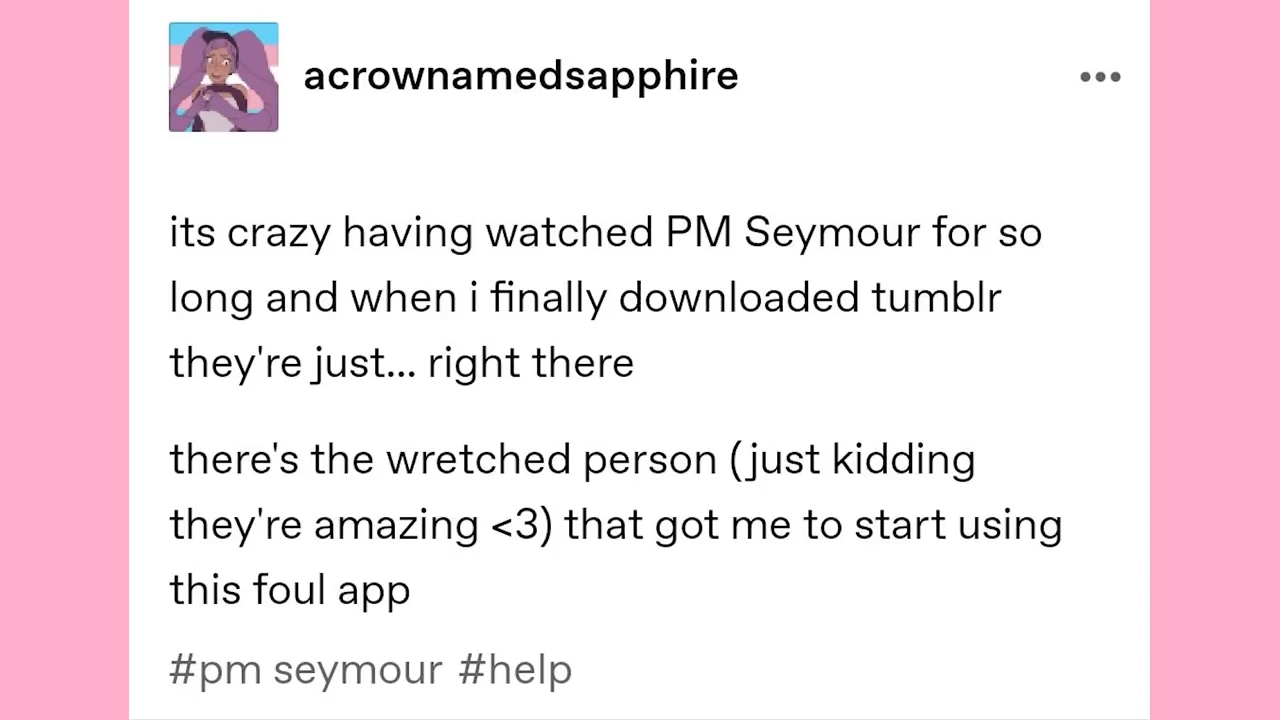 acrownamedsapphire
its crazy having watched PM Seymour for so
long and when i finally downloaded tumblr
they're just... right there
there's the wretched person (just kidding
they're amazing <3) that got me to start using
this foul app
#pm seymour #help